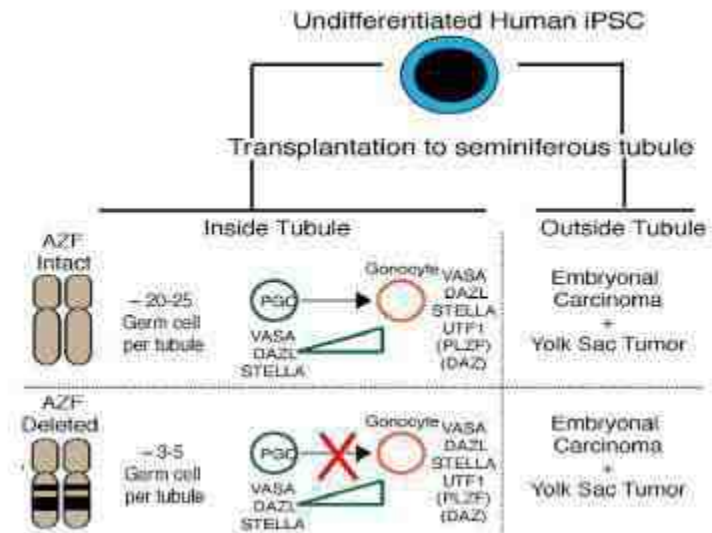 Undifferentiated Human iPSC
Transplantation to seminiferous tubule
Inside Tubule
Outside Tubule
AZF
Intact
~ 20-25
Germ cell
per tubule
PGC
VASA
DAZL
STELLA
Gonocyte
VASA
DAZL
STELLA
UTF1
(PLZF)
(DAZ)
Embryonal
Carcinoma
+
Yolk Sac Tumor
AZF
Deleted
~ 3-5
Germ cell
per tubule
PGC
VASA
DAZL
STELLA
Gonocyte
VASA
DAZL
STELLA
UTF1
(PLZF)
(DAZ)
Embryonal
Carcinoma
+
Yolk Sac Tumor